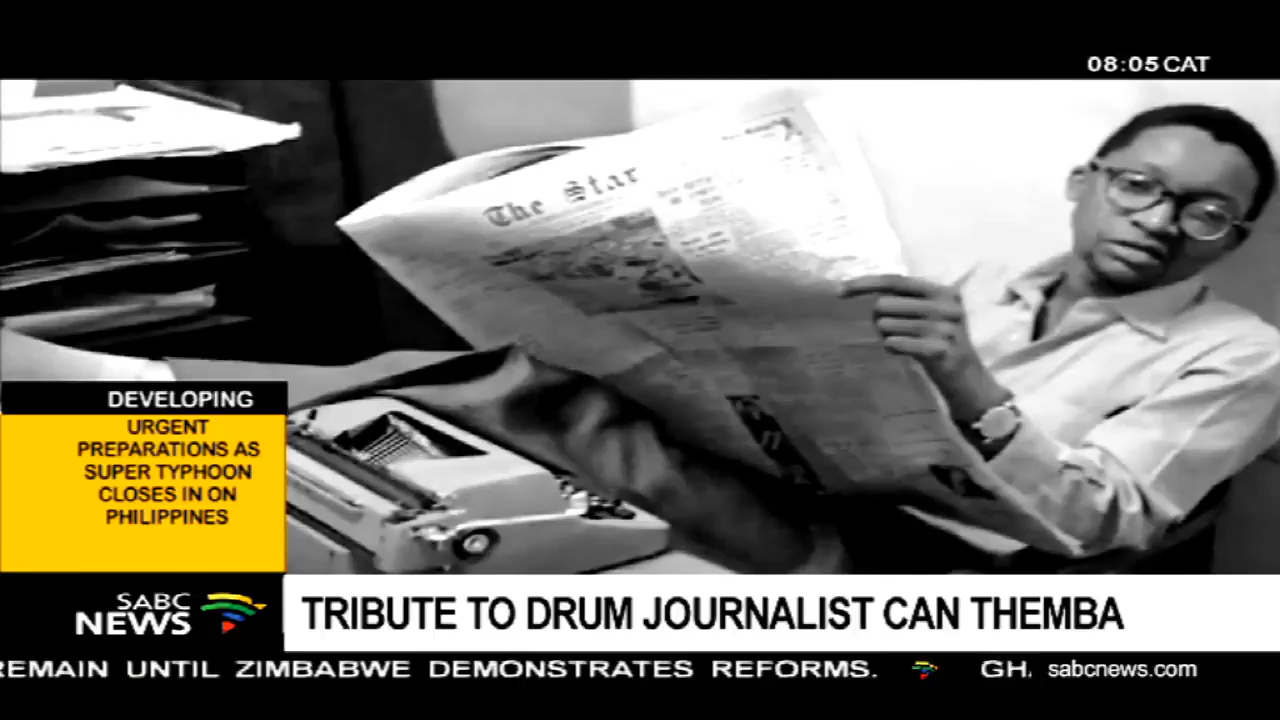 08:05 CAT
The Star
DEVELOPING
URGENT
PREPARATIONS AS
SUPER TYPHOON
CLOSES IN ON
PHILIPPINES
SABC
NEWS
TRIBUTE TO DRUM JOURNALIST CAN THEMBA
REMAIN UNTIL ZIMBABWE DEMONSTRATES REFORMS.
GH.
sabcnews.com